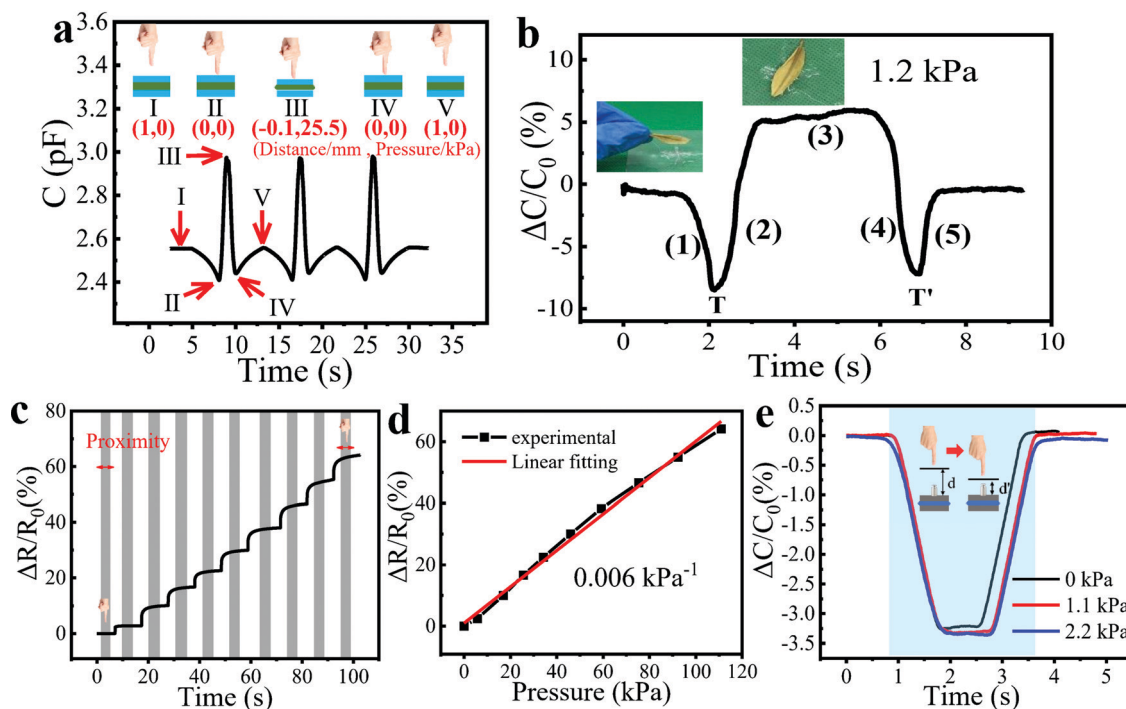 a
C (pF)
3.6
3.4
3.2
3.0
2.8
2.6
2.4
2.2
I II III IV V
(1,0) (0,0) (-0.1,25.5) (0,0) (1,0)
(Distance/mm , Pressure/kPa)
III
I
V
II
IV
0 5 10 15 20 25 30 35
Time (s)
b
ΔC/C₀ (%)
10
5
0
-5
-10
1.2 kPa
(1)
(2)
(3)
(4)
(5)
T
T'
0 2 4 6 8 10
Time (s)
c
ΔR/R₀(%)
80
60
40
20
0
Proximity
0 20 40 60 80 100
Time (s)
d
ΔR/R₀(%)
60
40
20
0
experimental
Linear fitting
0.006 kPa⁻¹
0 20 40 60 80 100 120
Pressure (kPa)
e
ΔC/C₀(%)
0.5
0.0
-0.5
-1.0
-1.5
-2.0
-2.5
-3.0
-3.5
d
d'
0 kPa
1.1 kPa
2.2 kPa
0 1 2 3 4 5
Time (s)